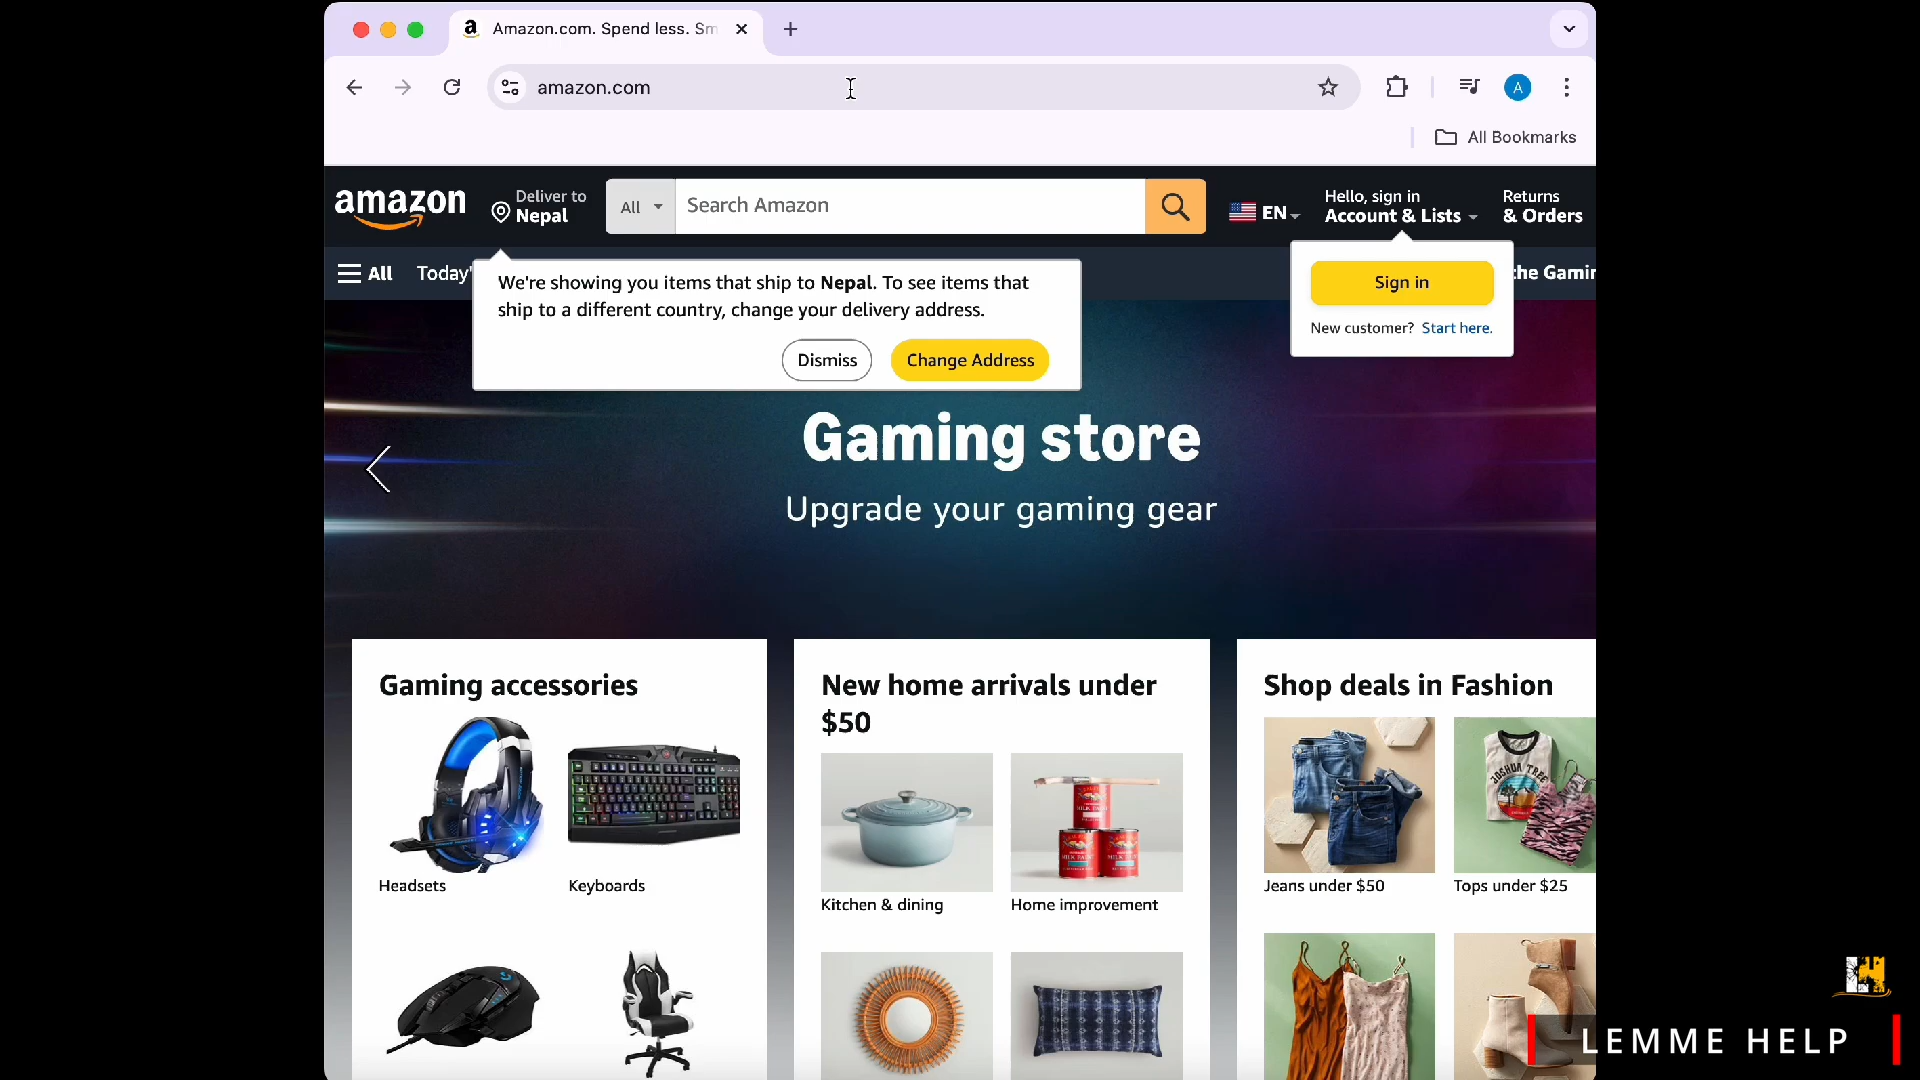 Amazon.com. Spend less. Sm
amazon.com
A
All Bookmarks
amazon
Deliver to
Nepal
All
Search Amazon
EN
Hello, sign in
Account & Lists
Returns
& Orders
All
Today'
the Gamin
We're showing you items that ship to Nepal. To see items that
ship to a different country, change your delivery address.
Dismiss
Change Address
Sign in
New customer? Start here.
Gaming store
Upgrade your gaming gear
Gaming accessories
Headsets
Keyboards
New home arrivals under
$50
Kitchen & dining
Home improvement
Shop deals in Fashion
JOSHUA TREE
Jeans under $50
Tops under $25
LEMME HELP